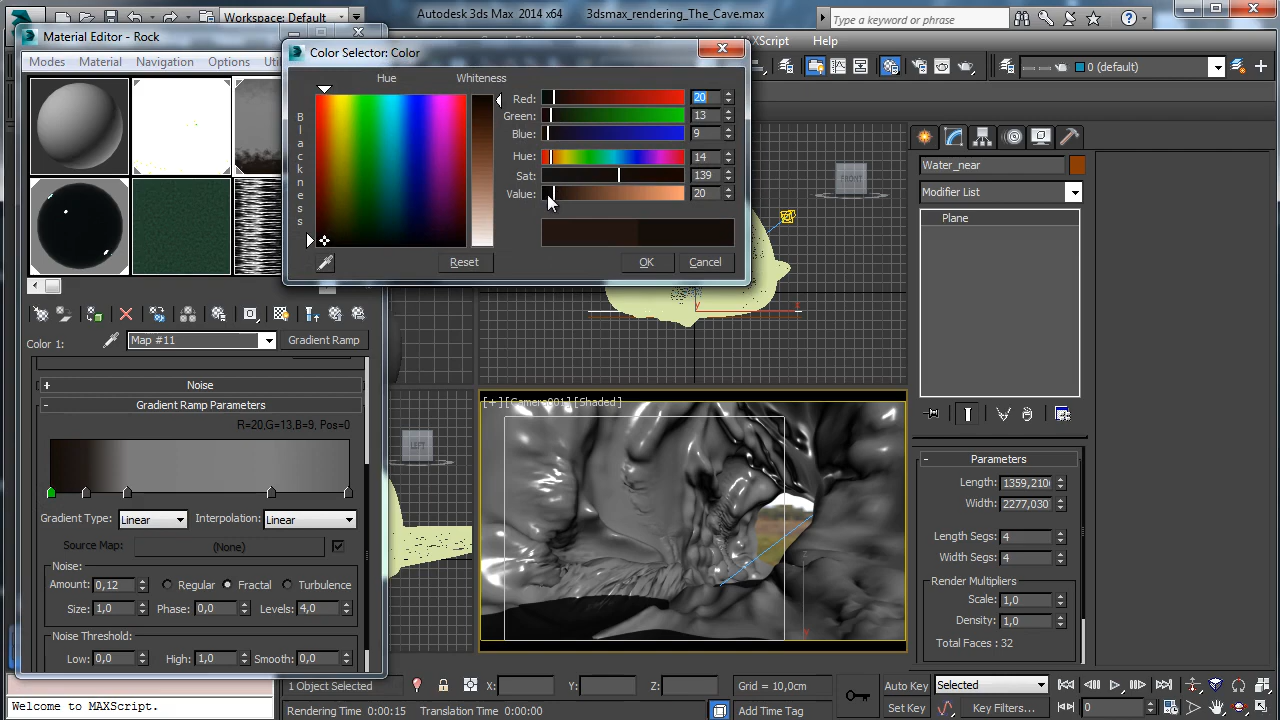 Workspace: Default
Autodesk 3ds Max 2014 x64
3dsmax_rendering_The_Cave.max
Type a keyword or phrase
Material Editor - Rock
Modes Material Navigation Options
MAXScript Help
0 (default)
Color Selector: Color
Hue Whiteness
Blackness
Red: 20
Green: 13
Blue: 9
Hue: 14
Sat: 139
Value: 20
Reset OK Cancel
FRONT
Water_near
Modifier List
Plane
Color 1: Map #11 Gradient Ramp
+ Noise
- Gradient Ramp Parameters
R=20,G=13,B=9, Pos=0
Gradient Type: Linear Interpolation: Linear
Source Map: (None)
Noise:
Amount: 0,12 Regular Fractal Turbulence
Size: 1,0 Phase: 0,0 Levels: 4,0
Noise Threshold:
Low: 0,0 High: 1,0 Smooth: 0,0
LEFT
[+][Camera001][Shaded]
- Parameters
Length: 1359,210
Width: 2277,030
Length Segs: 4
Width Segs: 4
Render Multipliers
Scale: 1,0
Density: 1,0
Total Faces : 32
1 Object Selected X: Y: Z: Grid = 10,0cm Auto Key Selected
Welcome to MAXScript. Rendering Time 0:00:15 Translation Time 0:00:00 Add Time Tag Set Key Key Filters... 0